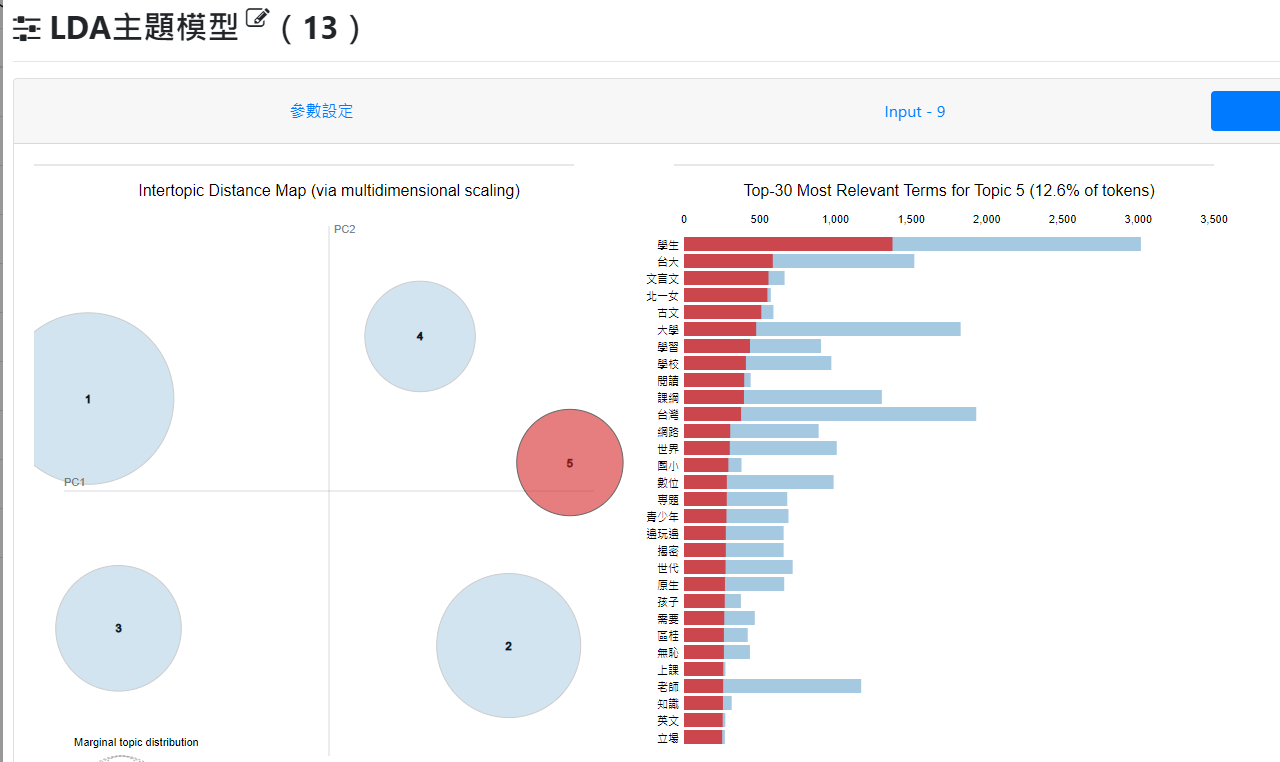 LDA主題模型 ( 13 )
參數設定
Input - 9
Intertopic Distance Map (via multidimensional scaling)
PC2
4
1
5
PC1
3
2
Marginal topic distribution
Top-30 Most Relevant Terms for Topic 5 (12.6% of tokens)
0 500 1,000 1,500 2,000 2,500 3,000 3,500
學生
台大
文言文
北一女
古文
大學
學習
學校
閱讀
課綱
台灣
網路
世界
國小
數位
專題
青少年
邊玩邊
揭密
世代
原生
孩子
需要
區桂
無恥
上課
老師
知識
英文
立場